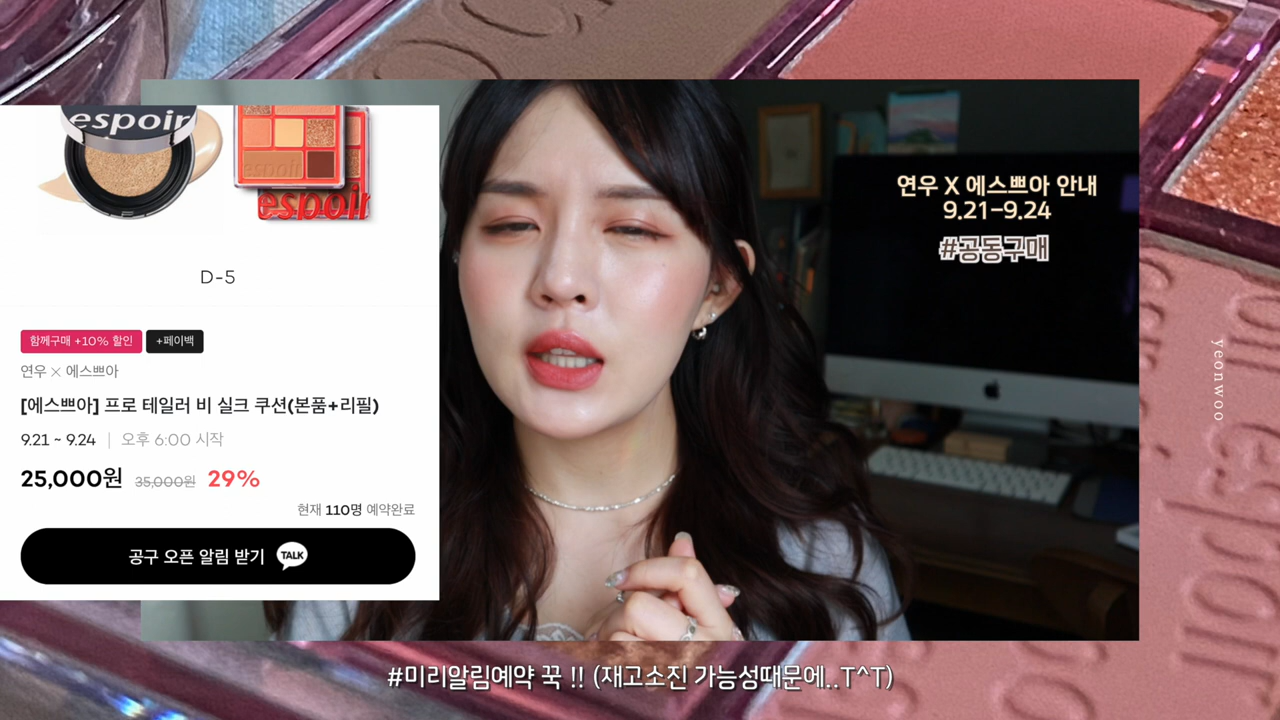 espoir
espoir
espoir
D-5
함께구매 +10% 할인
+페이백
연우 × 에스쁘아
[에스쁘아] 프로 테일러 비 실크 쿠션(본품+리필)
9.21 ~ 9.24 | 오후 6:00 시작
25,000원 35,000원 29%
현재 110명 예약완료
공구 오픈 알림 받기 TALK
연우 X 에스쁘아 안내
9.21-9.24
#공동구매
yeonwoo
espoir
#미리알림예약 꾹 !! (재고소진 가능성때문에..T^T)